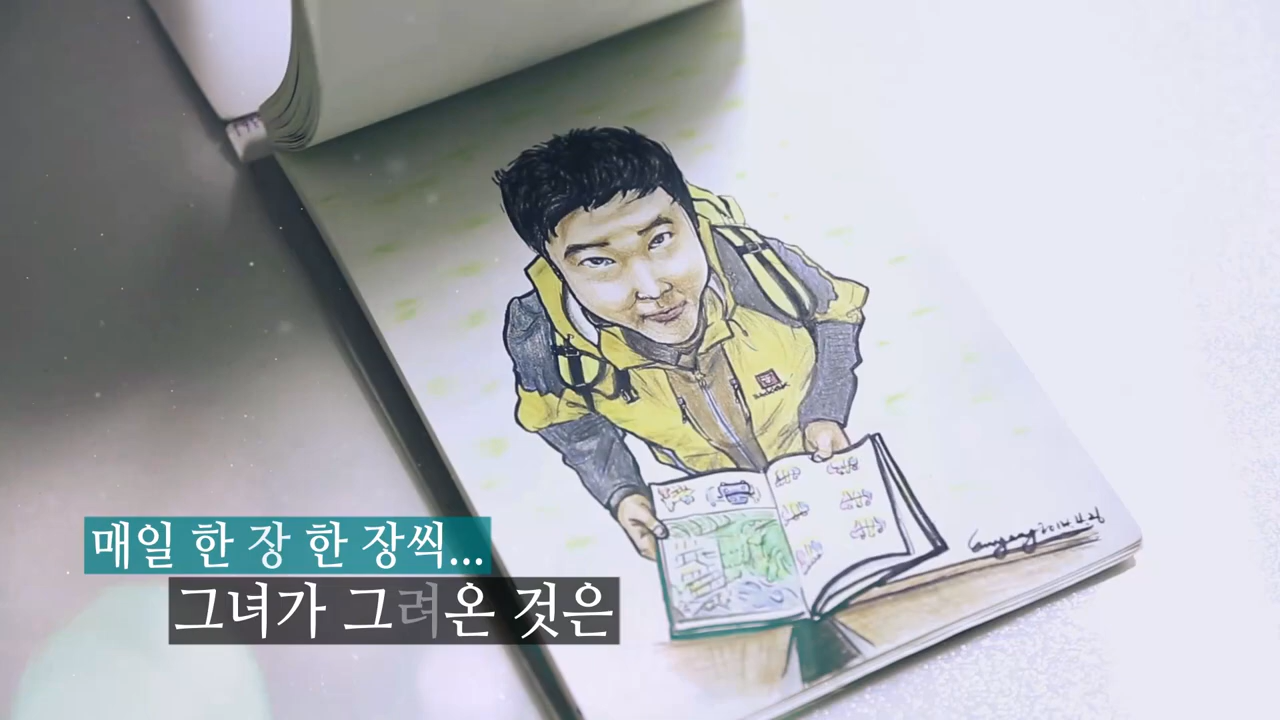 매일 한 장 한 장씩...
그녀가 그려온 것은